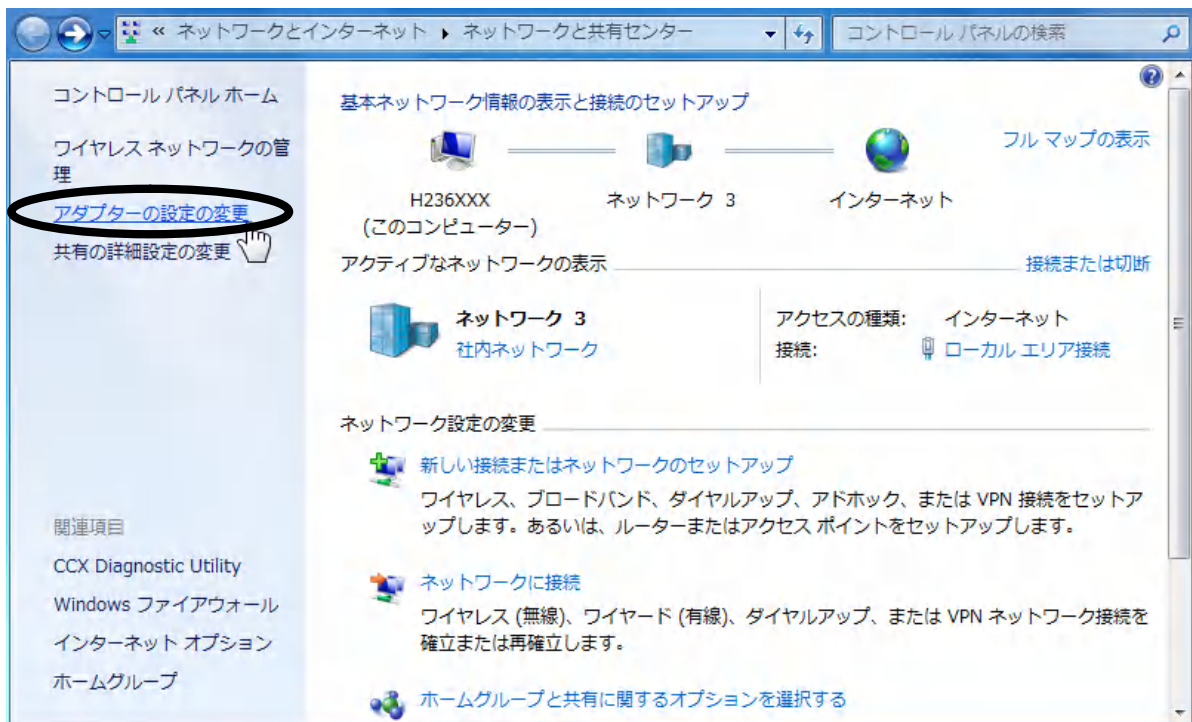 « ネットワークとインターネット ▸ ネットワークと共有センター
コントロール パネルの検索
コントロール パネル ホーム
ワイヤレス ネットワークの管
理
アダプターの設定の変更
共有の詳細設定の変更
関連項目
CCX Diagnostic Utility
Windows ファイアウォール
インターネット オプション
ホームグループ
基本ネットワーク情報の表示と接続のセットアップ
フル マップの表示
H236XXX
(このコンピューター)
ネットワーク 3
インターネット
アクティブなネットワークの表示
接続または切断
ネットワーク 3
社内ネットワーク
アクセスの種類: インターネット
接続: ローカル エリア接続
ネットワーク設定の変更
新しい接続またはネットワークのセットアップ
ワイヤレス、ブロードバンド、ダイヤルアップ、アドホック、または VPN 接続をセットア
ップします。あるいは、ルーターまたはアクセス ポイントをセットアップします。
ネットワークに接続
ワイヤレス (無線)、ワイヤード (有線)、ダイヤルアップ、または VPN ネットワーク接続を
確立または再確立します。
ホームグループと共有に関するオプションを選択する